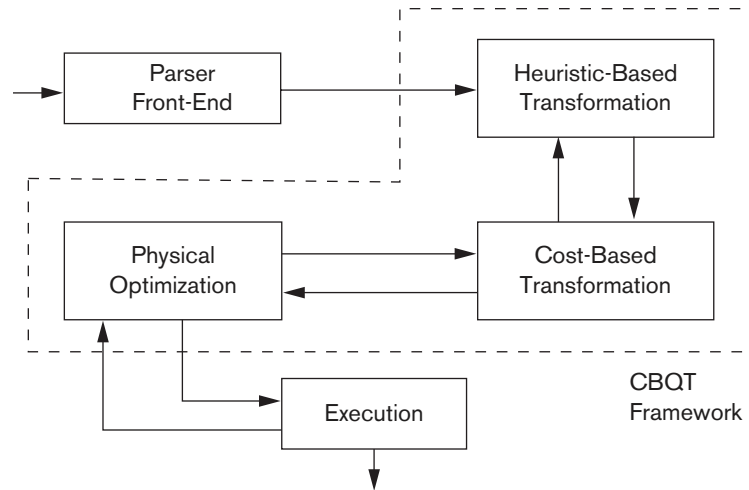 Parser
Front-End
Heuristic-Based
Transformation
Physical
Optimization
Cost-Based
Transformation
CBQT
Framework
Execution